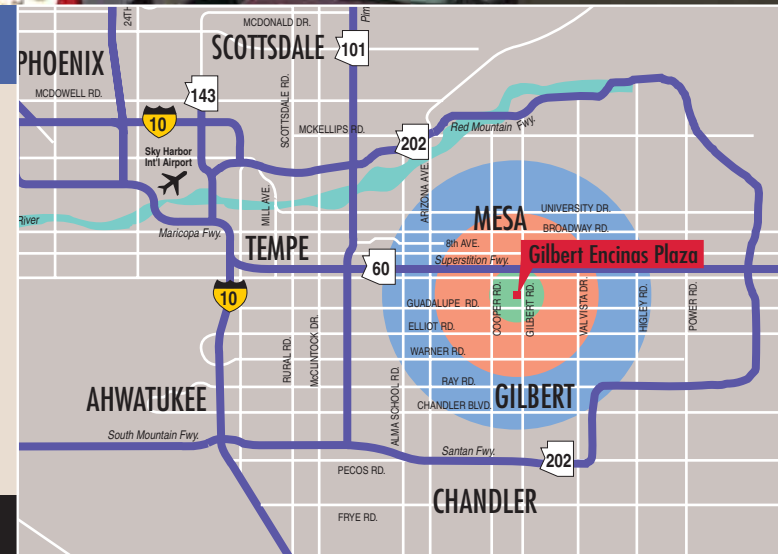 24TH
MCDONALD DR.
Pim
SCOTTSDALE
101
PHOENIX
MCDOWELL RD.
143
10
SCOTTSDALE RD.
MCKELLIPS RD.
202
Red Mountain Fwy.
Sky Harbor
Int'l Airport
River
Maricopa Fwy.
MILL AVE.
ARIZONA AVE.
MESA
UNIVERSITY DR.
BROADWAY RD.
TEMPE
8th AVE.
Superstition Fwy.
60
Gilbert Encinas Plaza
10
GUADALUPE RD.
COOPER RD.
GILBERT RD.
VAL VISTA DR.
HIGLEY RD.
POWER RD.
ELLIOT RD.
WARNER RD.
RURAL RD.
McCLINTOCK DR.
RAY RD.
ALMA SCHOOL RD.
AHWATUKEE
CHANDLER BLVD.
GILBERT
South Mountain Fwy.
Santan Fwy.
202
PECOS RD.
CHANDLER
FRYE RD.